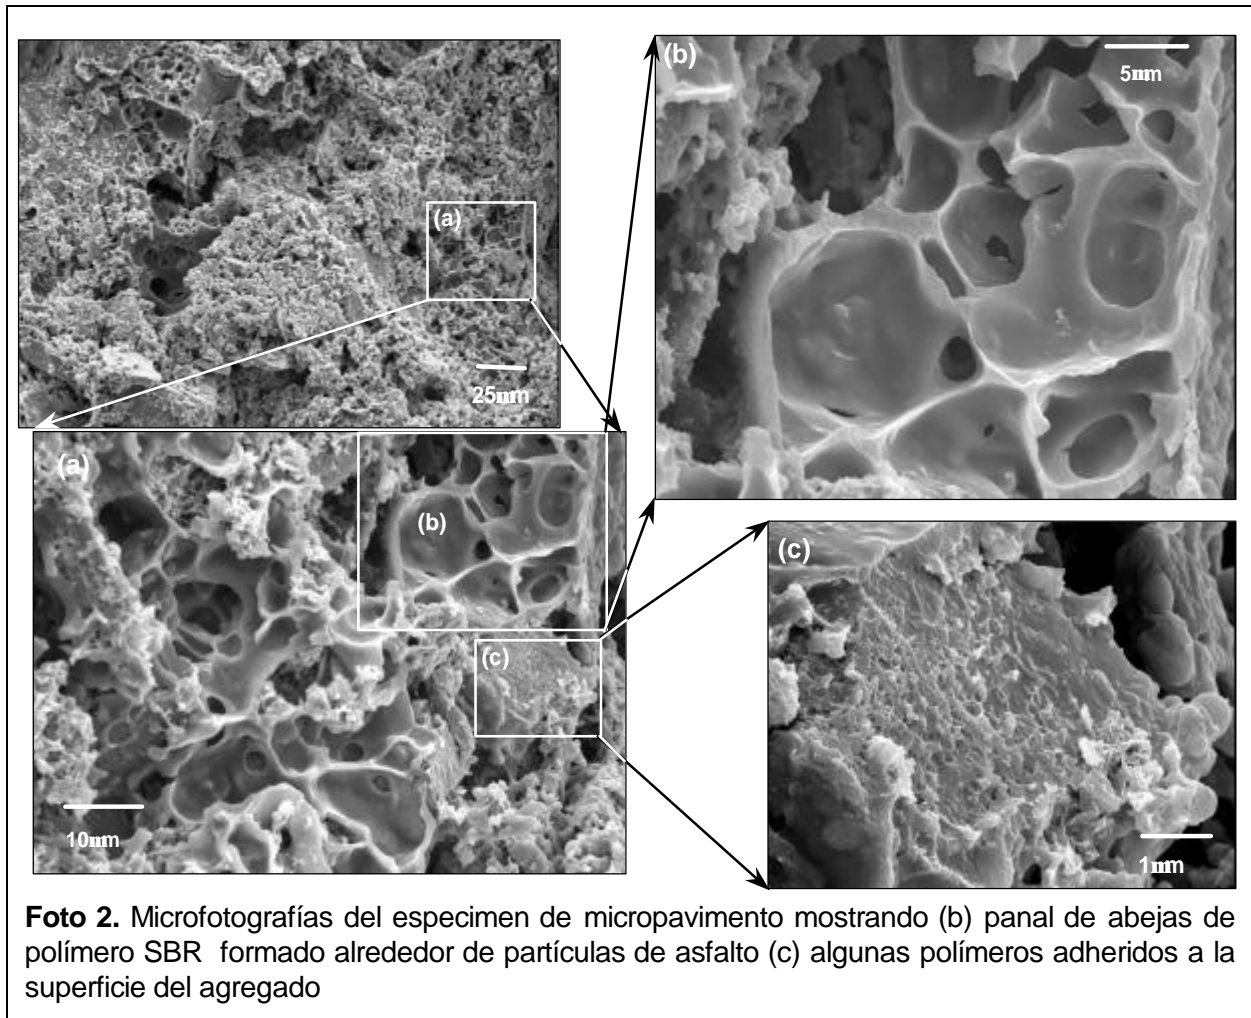 (b)
5mm
(a)
25mm
(a)
(b)
(c)
(c)
10mm
1mm
Foto 2. Microfotografías del especimen de micropavimento mostrando (b) panal de abejas de
polímero SBR formado alrédedor de partículas de asfalto (c) algunas polímeros adheridos a la
superficie del agregado